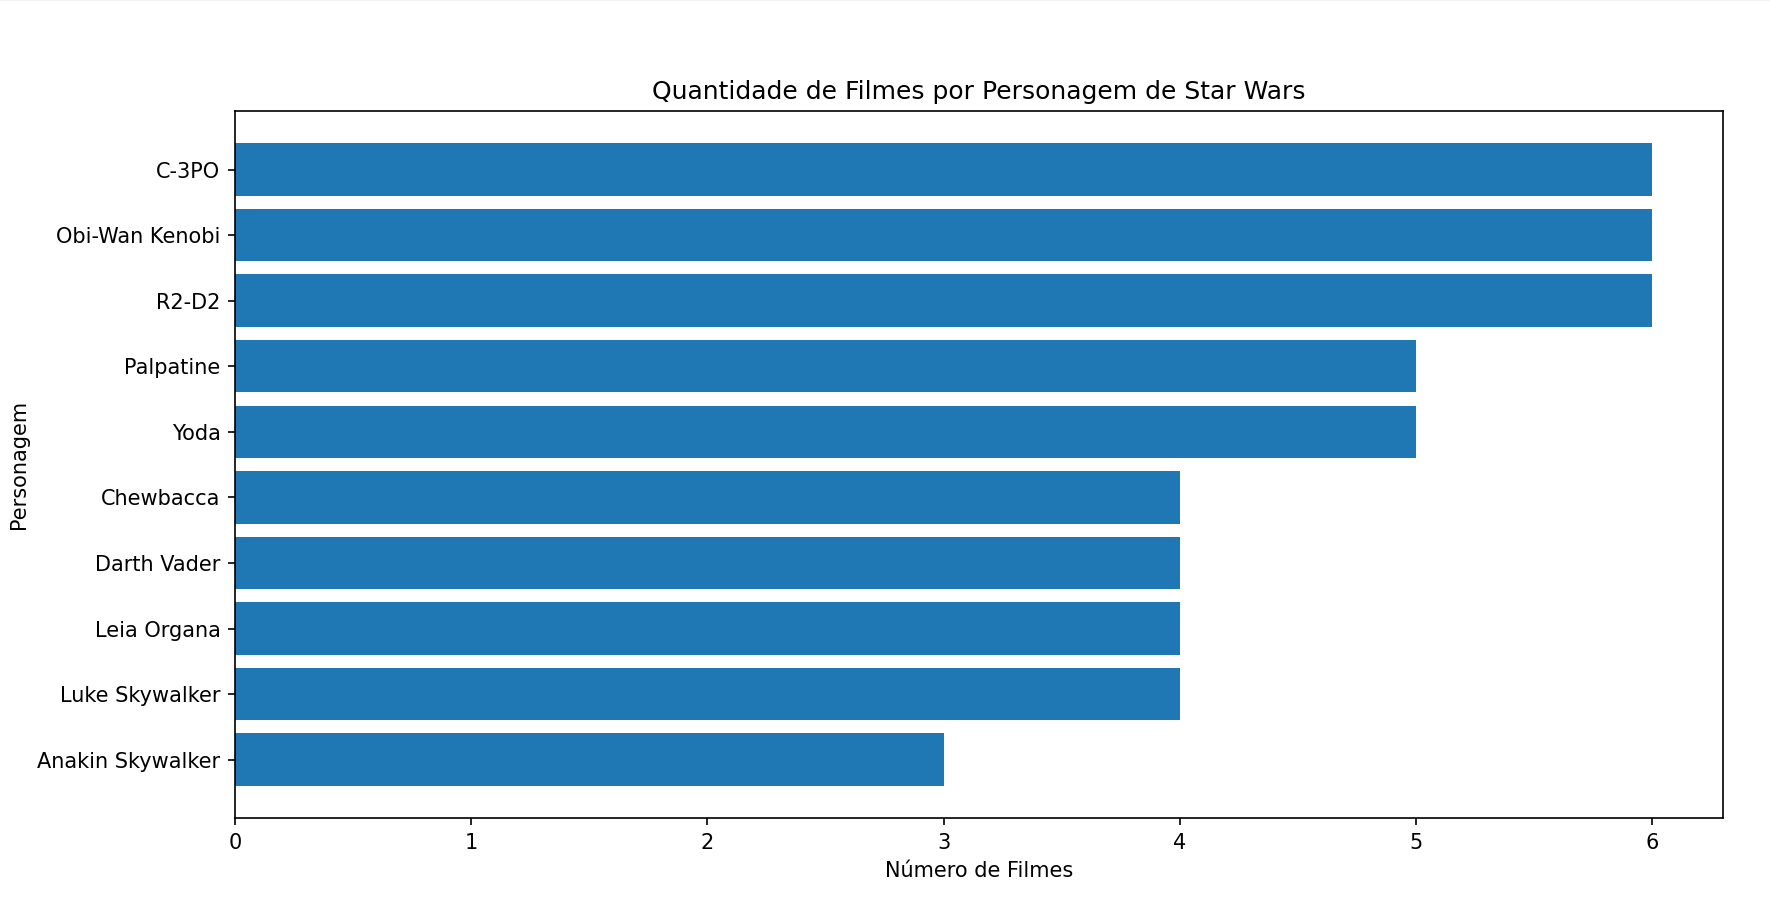 Quantidade de Filmes por Personagem de Star Wars
Personagem
C-3PO
Obi-Wan Kenobi
R2-D2
Palpatine
Yoda
Chewbacca
Darth Vader
Leia Organa
Luke Skywalker
Anakin Skywalker
0 1 2 3 4 5 6
Número de Filmes